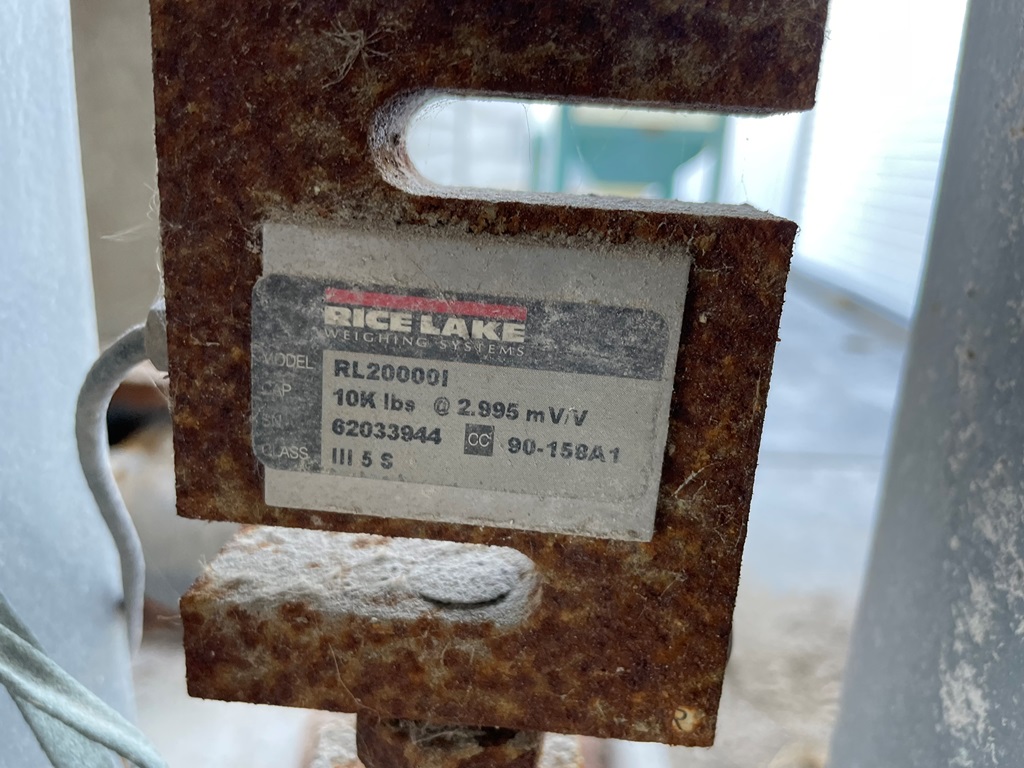 RICE LAKE
WEIGHING SYSTEMS
MODEL RL20000I
CAP 10K lbs @ 2.995 mV/V
SN 62033944 CC 90-158A1
CLASS III 5 S
R